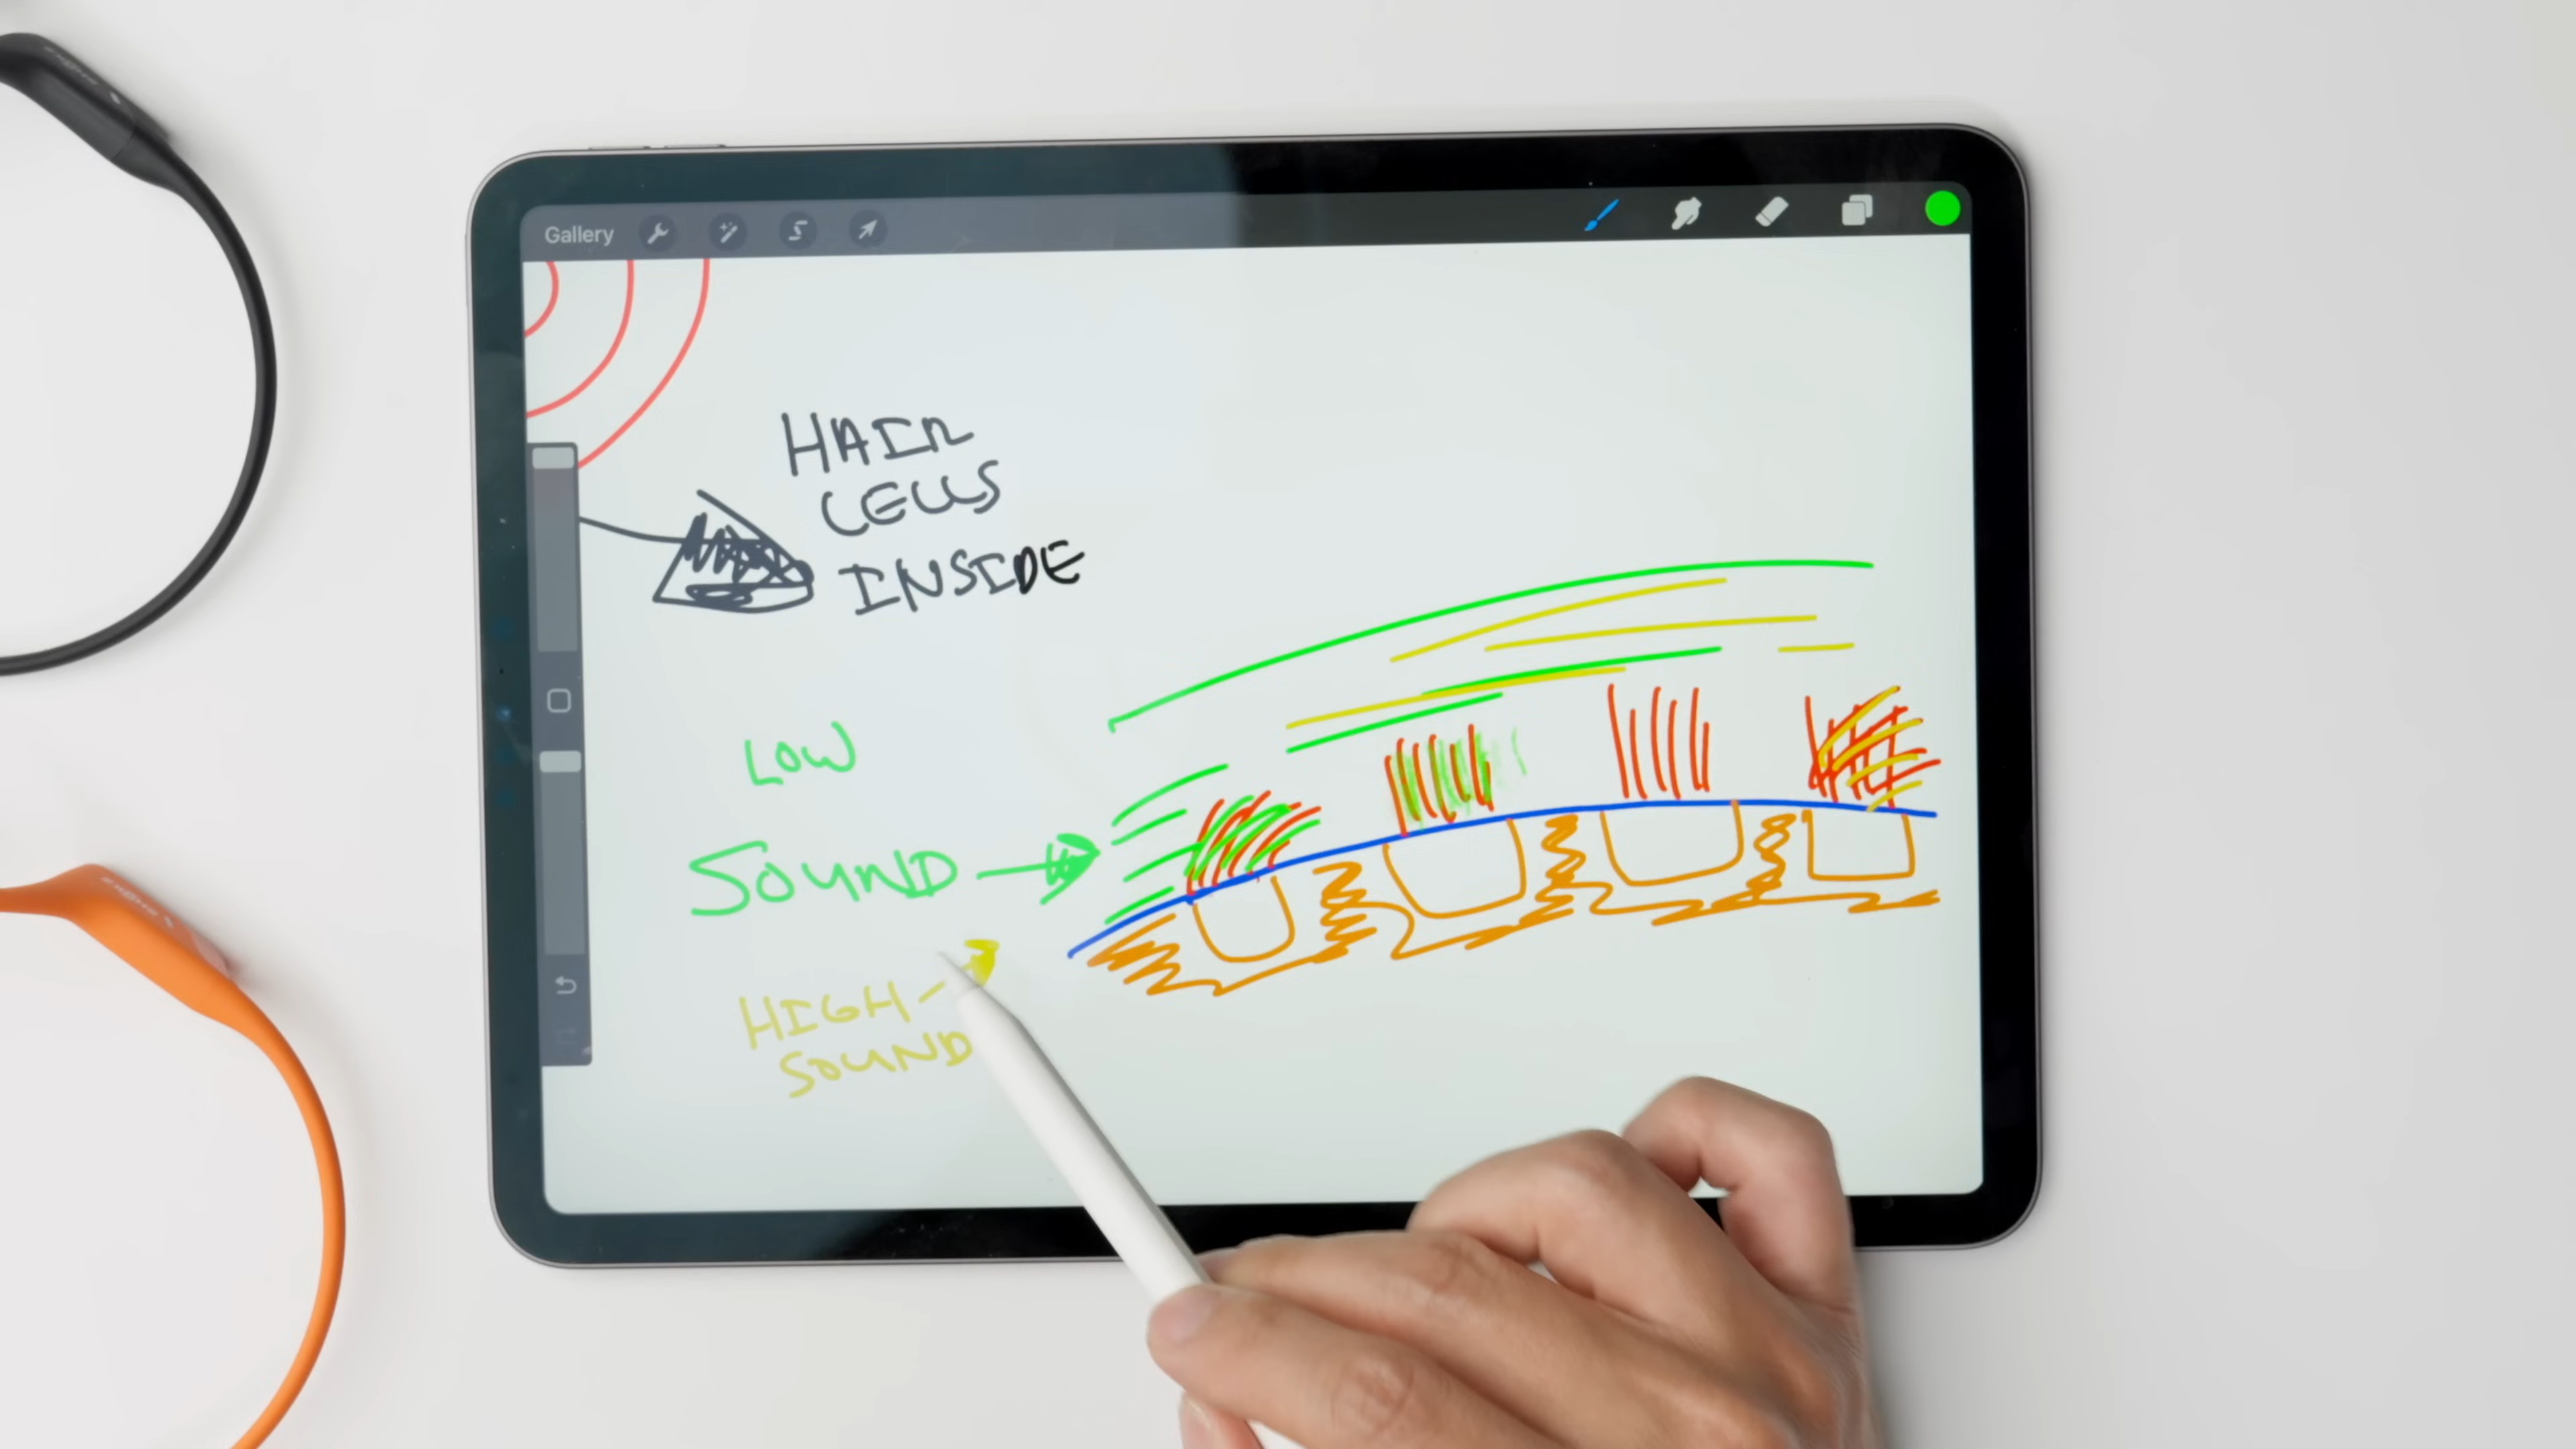 Gallery
HAIR
CELLS
INSIDE
LOW
SOUND
HIGH
SOUND